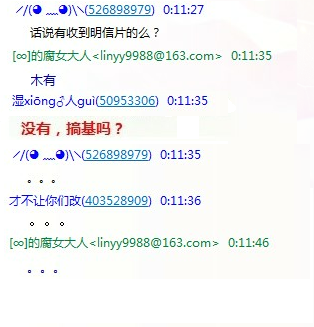 ╱/(◕ ﹏◕)\╲(526898979) 0:11:27
话说有收到明信片的么？
[∞]的腐女大人<linyy9988@163.com> 0:11:35
木有
湿xiōng♂人guì(50953306) 0:11:35
没有，搞基吗？
╱/(◕ ﹏◕)\╲(526898979) 0:11:35
。。。
才不让你们改(403528909) 0:11:36
。。。
[∞]的腐女大人<linyy9988@163.com> 0:11:46
。。。